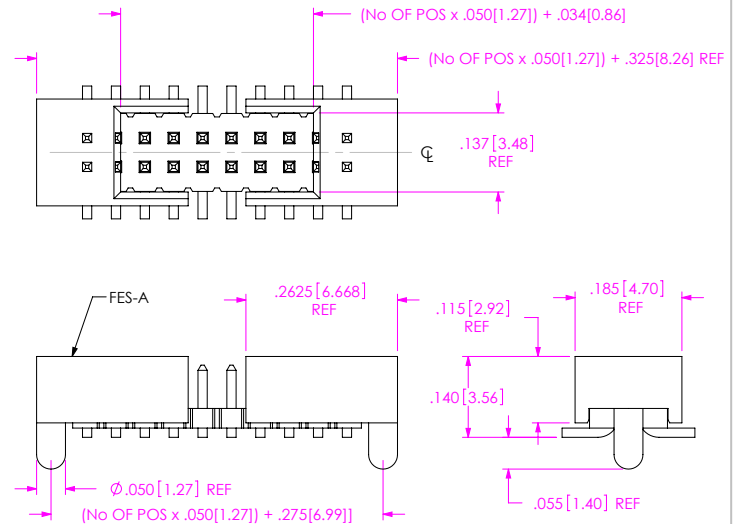 (No OF POS x .050[1.27]) + .034[0.86]
(No OF POS x .050[1.27]) + .325[8.26] REF
.137[3.48]
REF
℄
FES-A
.2625[6.668]
REF
.115[2.92]
REF
.185[4.70]
REF
.140[3.56]
Ø.050[1.27] REF
(No OF POS x .050[1.27]) + .275[6.99]]
.055[1.40] REF